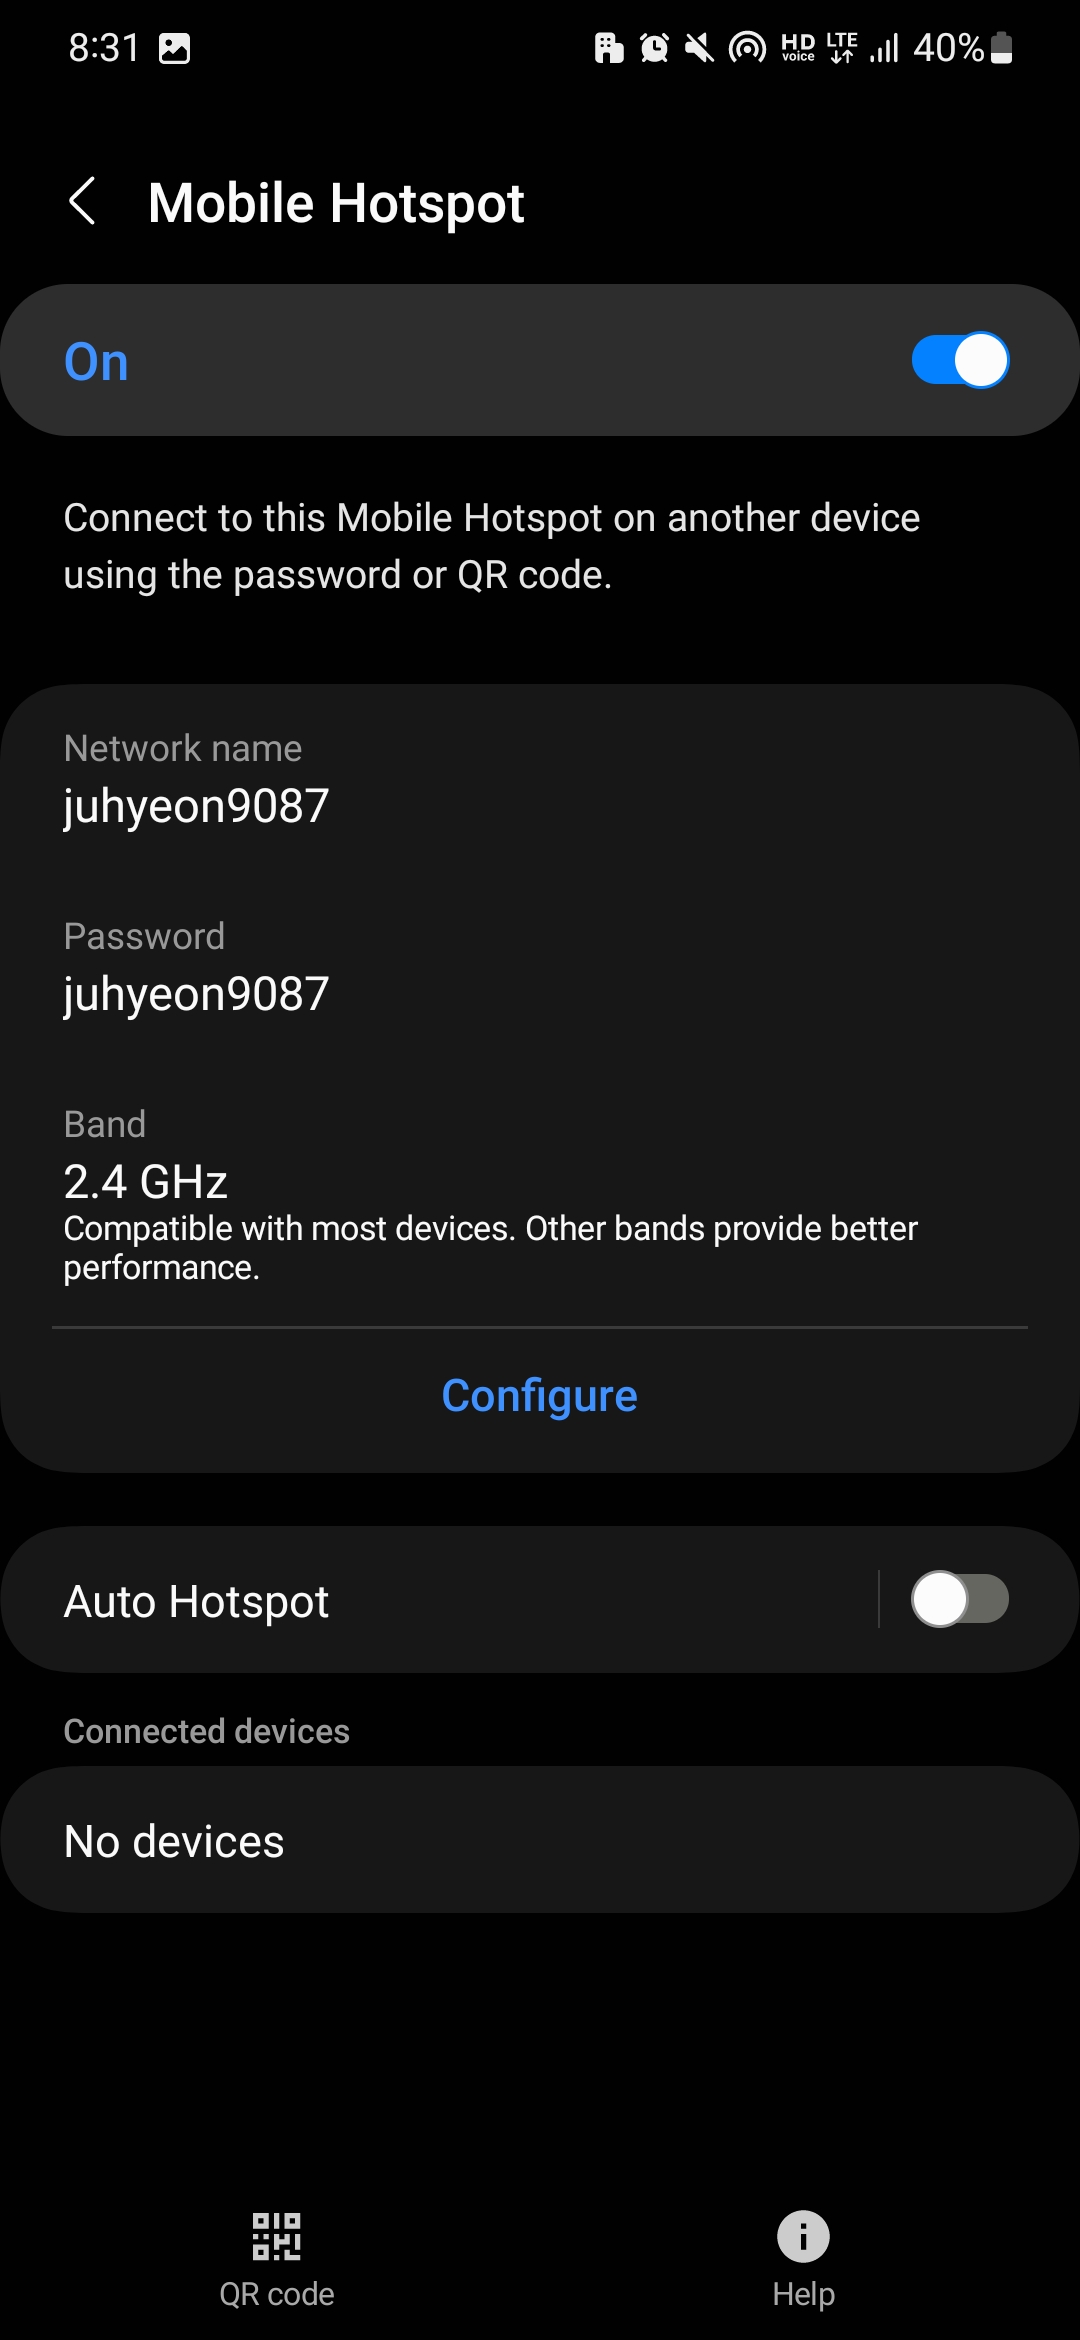 8:31
HD voice LTE 40%
Mobile Hotspot
On
Connect to this Mobile Hotspot on another device
using the password or QR code.
Network name
juhyeon9087
Password
juhyeon9087
Band
2.4 GHz
Compatible with most devices. Other bands provide better
performance.
Configure
Auto Hotspot
Connected devices
No devices
QR code
Help